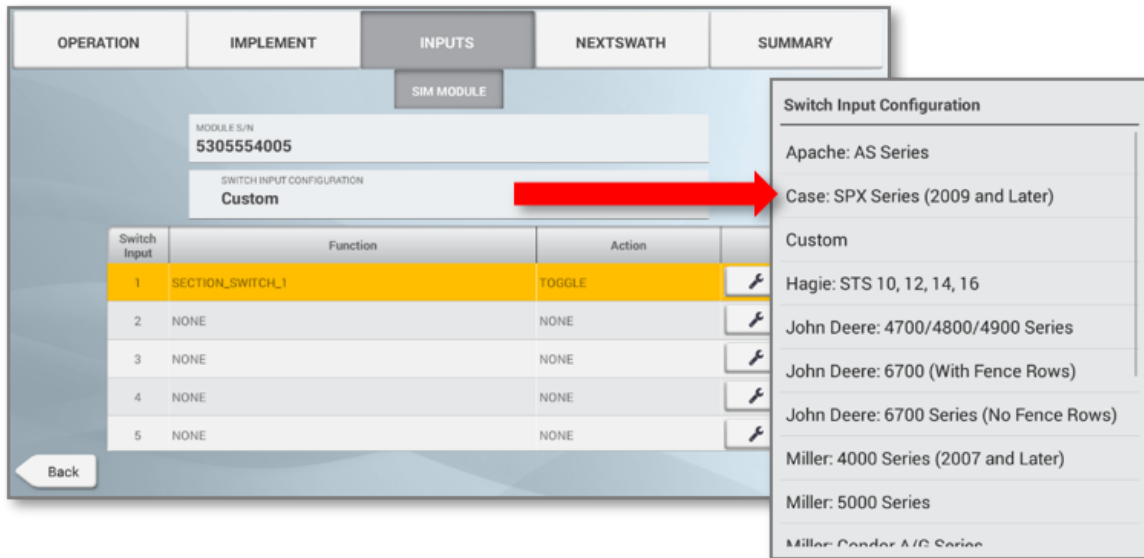 OPERATION IMPLEMENT INPUTS NEXTSWATH SUMMARY
SIM MODULE
MODULE S/N
5305554005
SWITCH INPUT CONFIGURATION
Custom
Switch Input Function Action
1 SECTION_SWITCH_1 TOGGLE
2 NONE NONE
3 NONE NONE
4 NONE NONE
5 NONE NONE
Back
Switch Input Configuration
Apache: AS Series
Case: SPX Series (2009 and Later)
Custom
Hagie: STS 10, 12, 14, 16
John Deere: 4700/4800/4900 Series
John Deere: 6700 (With Fence Rows)
John Deere: 6700 Series (No Fence Rows)
Miller: 4000 Series (2007 and Later)
Miller: 5000 Series
Miller: Condor A/G Series